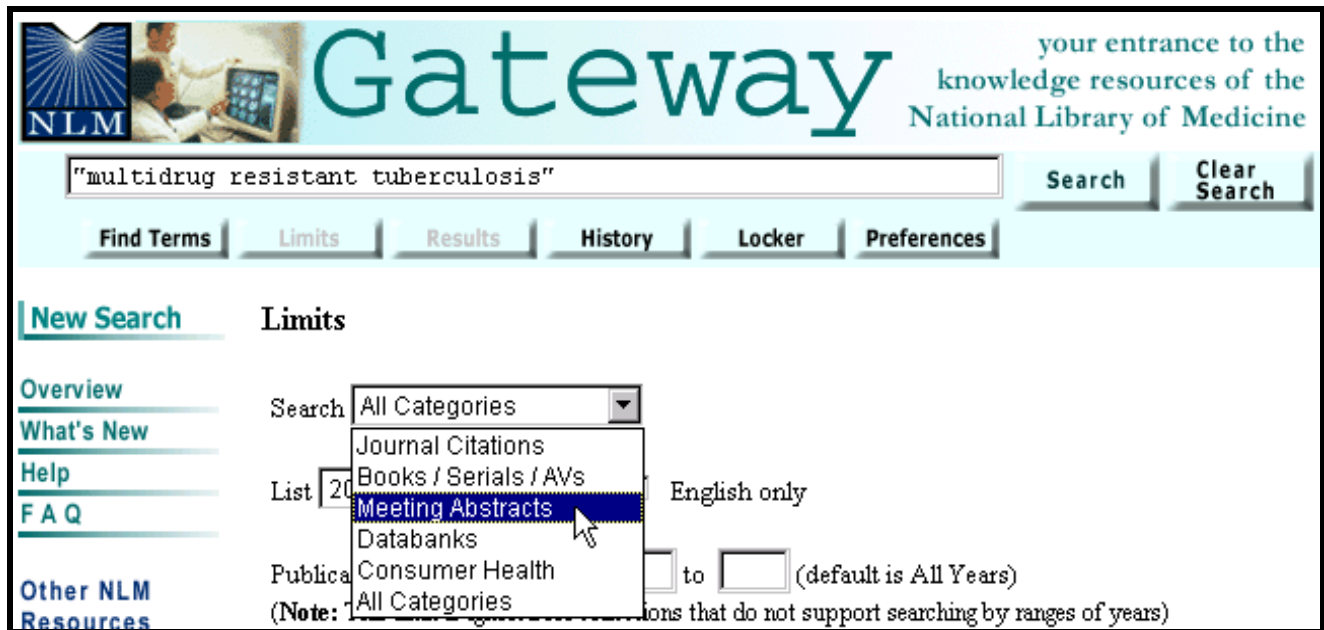 NLM
Gateway
your entrance to the
knowledge resources of the
National Library of Medicine
"multidrug resistant tuberculosis"
Search
Clear
Search
Find Terms Limits Results History Locker Preferences
New Search
Overview
What's New
Help
F A Q
Other NLM
Resources
Limits
Search All Categories
Journal Citations
Books / Serials / AVs
Meeting Abstracts
Databanks
Consumer Health
All Categories
List 20 English only
Publica to (default is All Years)
(Note: ions that do not support searching by ranges of years)